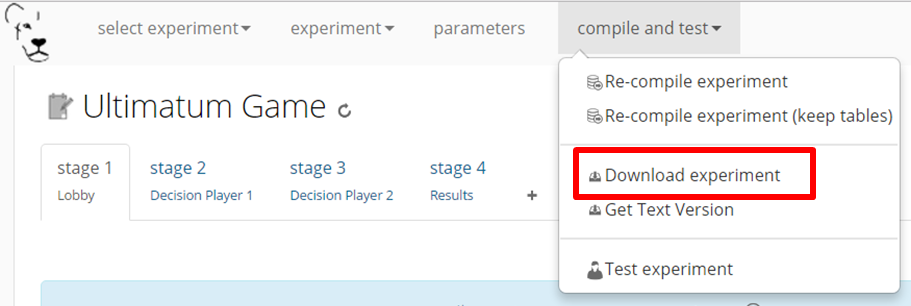 select experiment experiment parameters compile and test
Re-compile experiment
Re-compile experiment (keep tables)
Ultimatum Game
stage 1 stage 2 stage 3 stage 4
Lobby Decision Player 1 Decision Player 2 Results +
Download experiment
Get Text Version
Test experiment